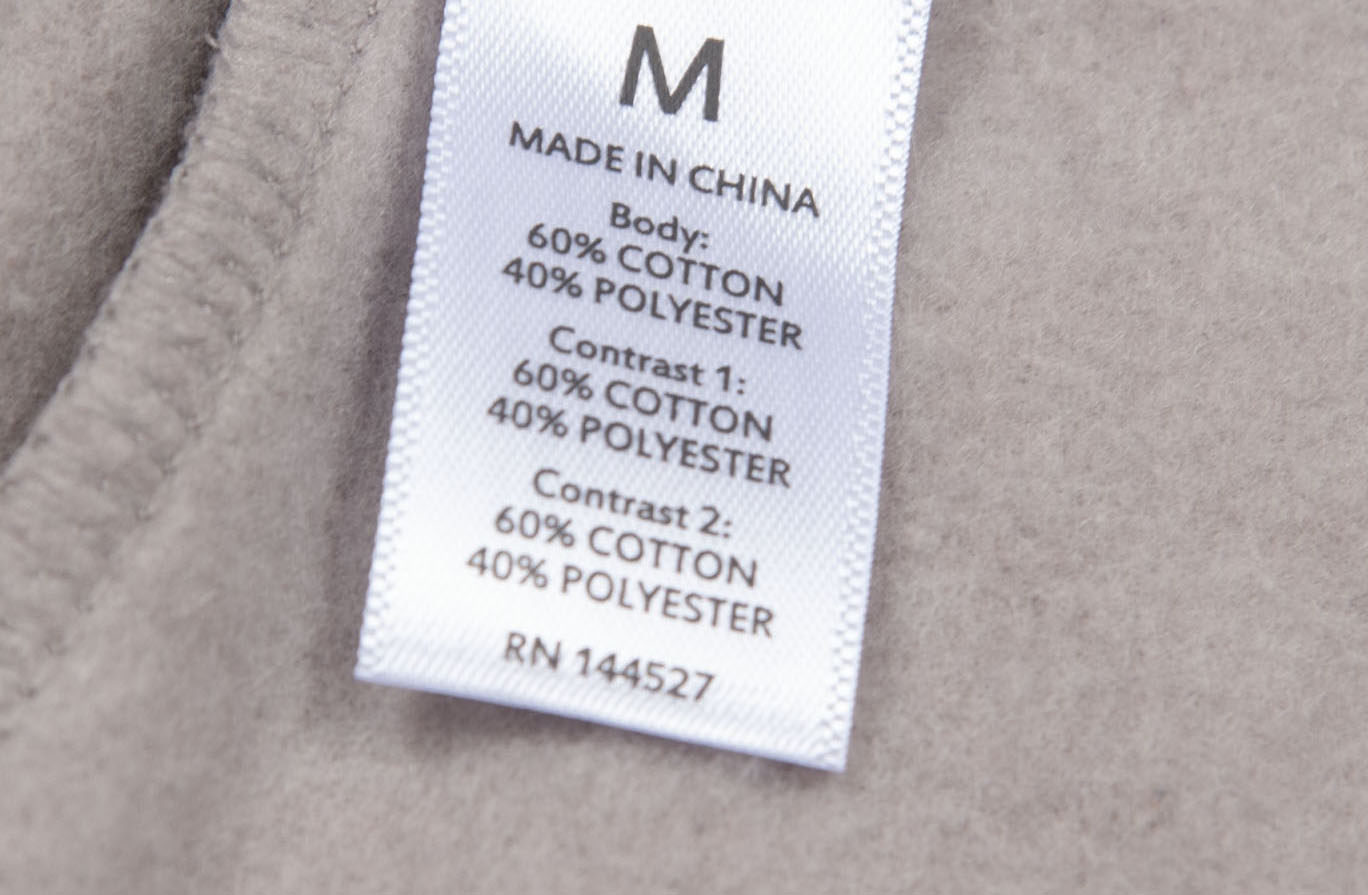 M
MADE IN CHINA
Body:
60% COTTON
40% POLYESTER
Contrast 1:
60% COTTON
40% POLYESTER
Contrast 2:
60% COTTON
40% POLYESTER
RN 144527